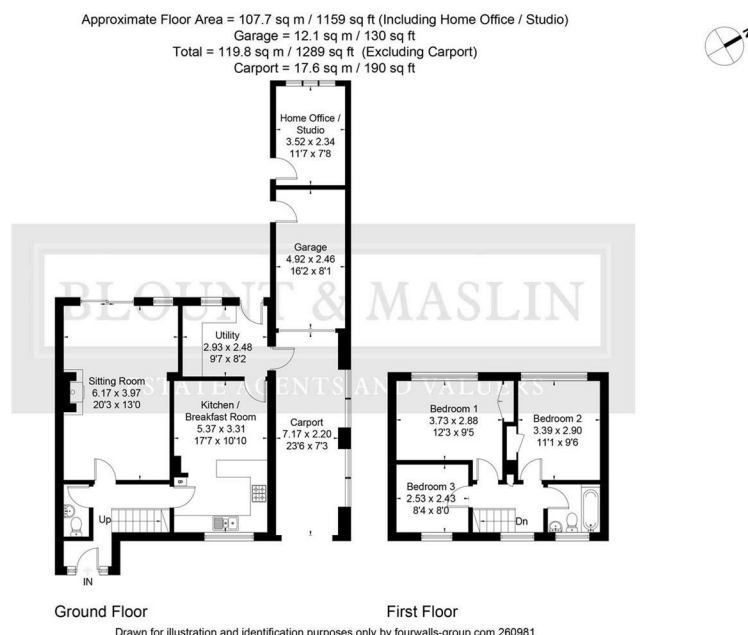 Approximate Floor Area = 107.7 sq m / 1159 sq ft (Including Home Office / Studio)
Garage = 12.1 sq m / 130 sq ft
Total = 119.8 sq m / 1289 sq ft (Excluding Carport)
Carport = 17.6 sq m / 190 sq ft
N
Home Office /
Studio
3.52 x 2.34
11'7 x 7'8
Garage
4.92 x 2.46
16'2 x 8'1
BLOUNT & MASLIN
ESTATE AGENTS AND VALUERS
Utility
2.93 x 2.48
9'7 x 8'2
Sitting Room
6.17 x 3.97
20'3 x 13'0
Kitchen /
Breakfast Room
5.37 x 3.31
17'7 x 10'10
Carport
7.17 x 2.20
23'6 x 7'3
B
Up
IN
Bedroom 1
3.73 x 2.88
12'3 x 9'5
Bedroom 2
3.39 x 2.90
11'1 x 9'6
Bedroom 3
2.53 x 2.43
8'4 x 8'0
Dn
Ground Floor
First Floor
Drawn for illustration and identification purposes only by fourwalls-group.com 260981